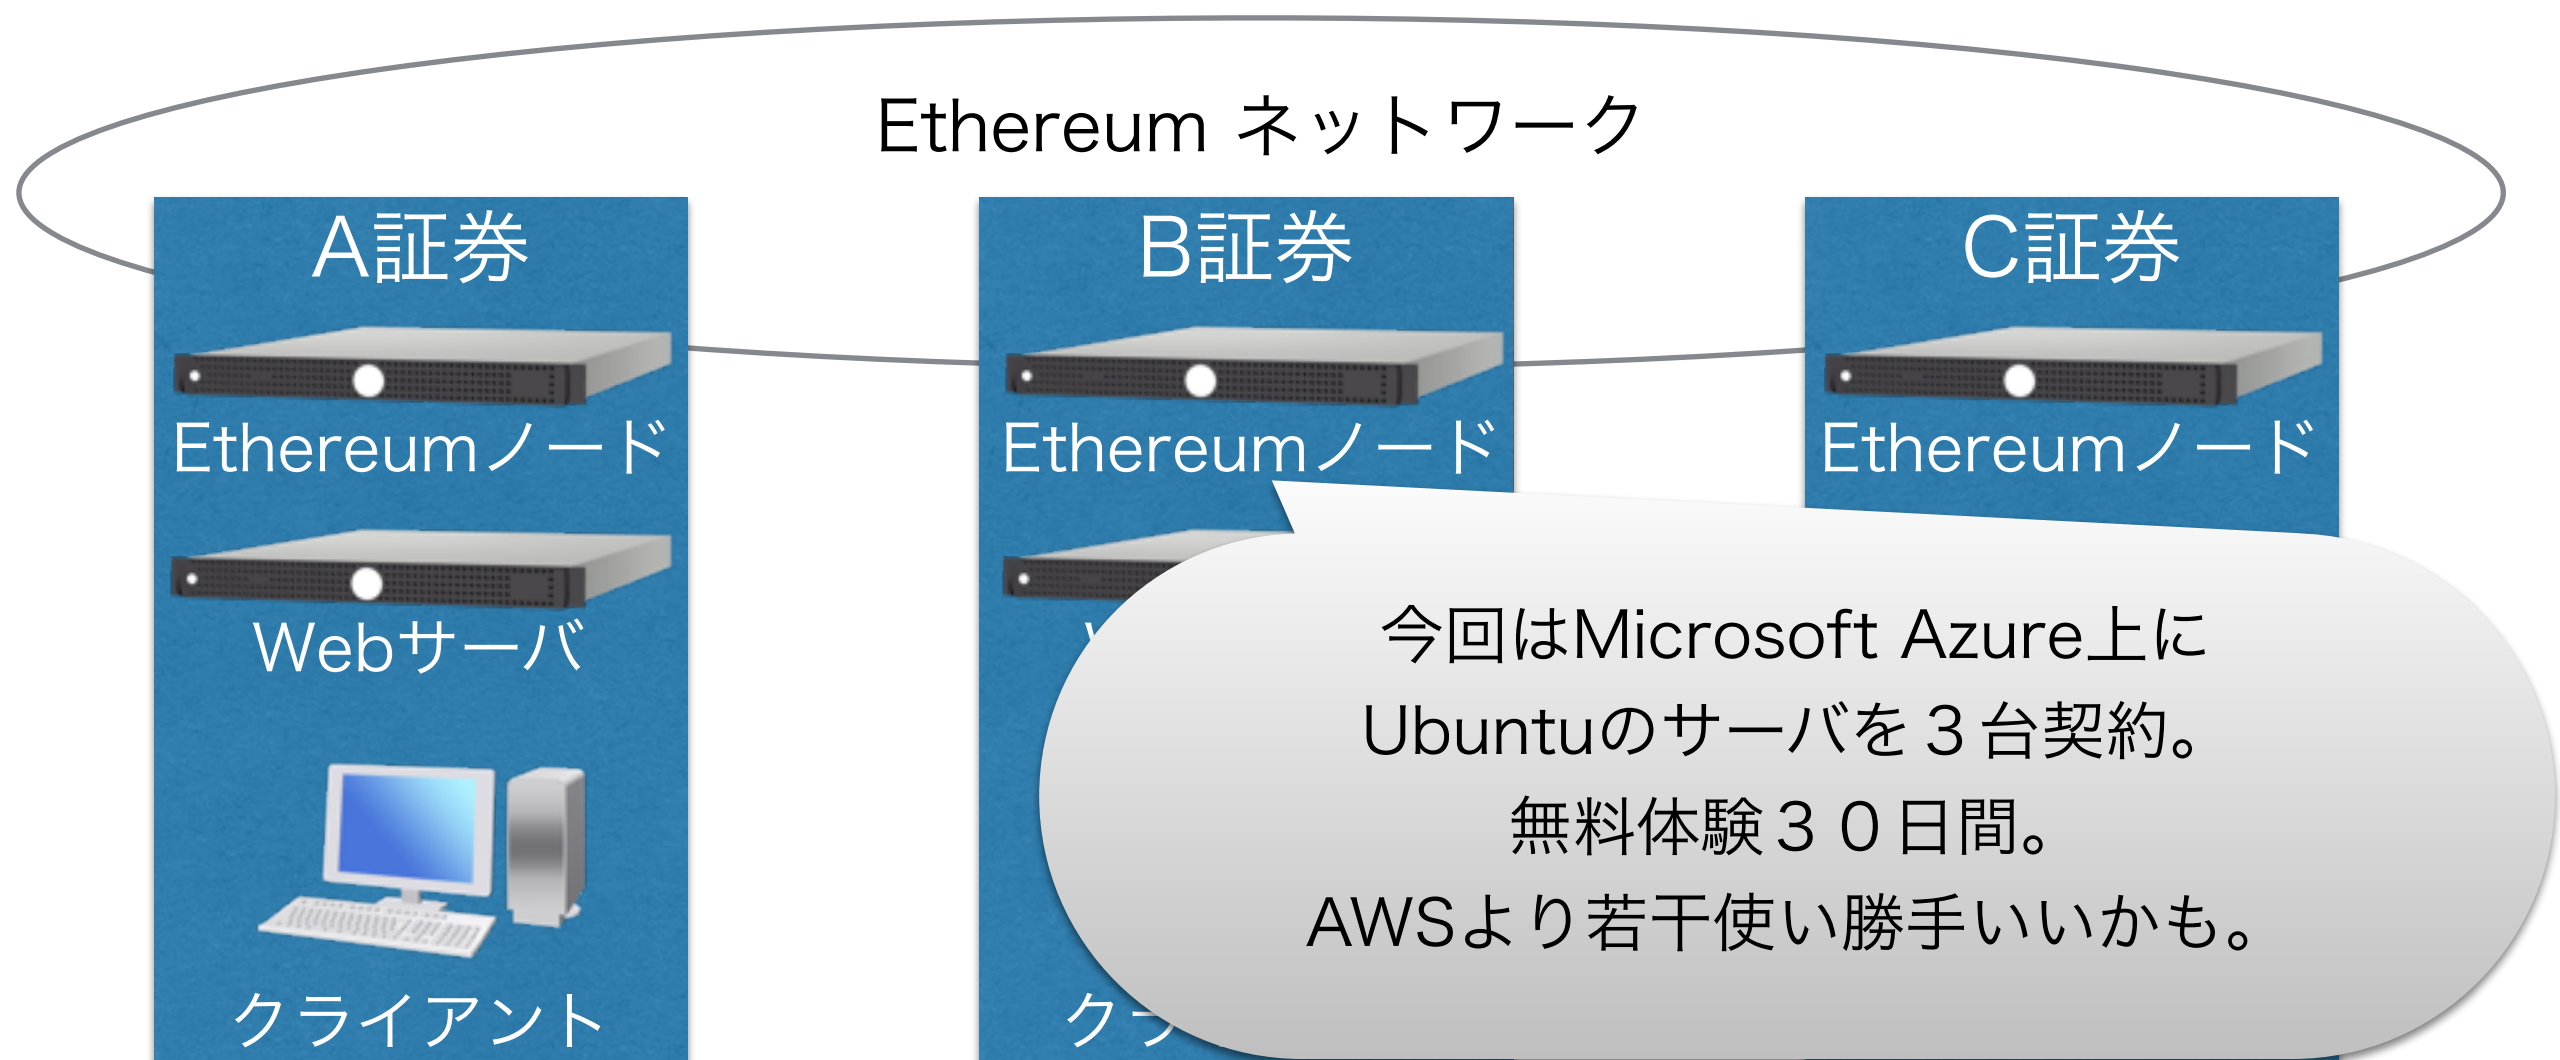 Ethereum ネットワーク
A証券
B証券
C証券
Ethereumノード
Ethereumノード
Ethereumノード
Webサーバ
今回はMicrosoft Azure上に
Ubuntuのサーバを３台契約。
無料体験３０日間。
AWSより若干使い勝手いいかも。
クライアント